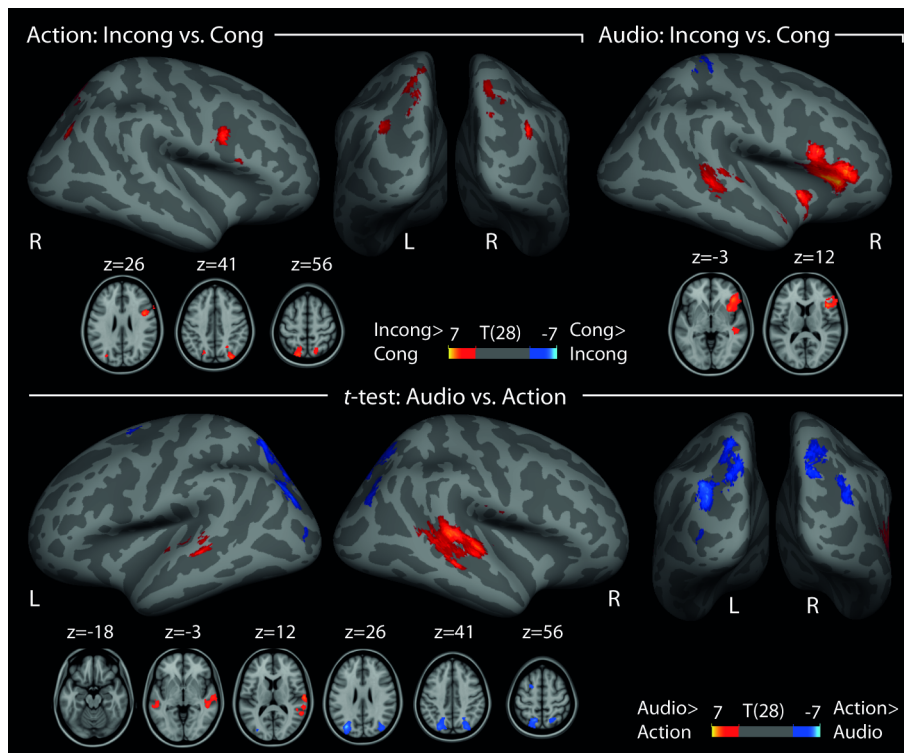 Action: Incong vs. Cong
Audio: Incong vs. Cong
R
L
R
R
z=26
z=41
z=56
z=-3
z=12
Incong> 7 T(28) -7 Cong>
Cong Incong
t-test: Audio vs. Action
L
R
L
R
z=-18
z=-3
z=12
z=26
z=41
z=56
Audio> 7 T(28) -7 Action>
Action Audio